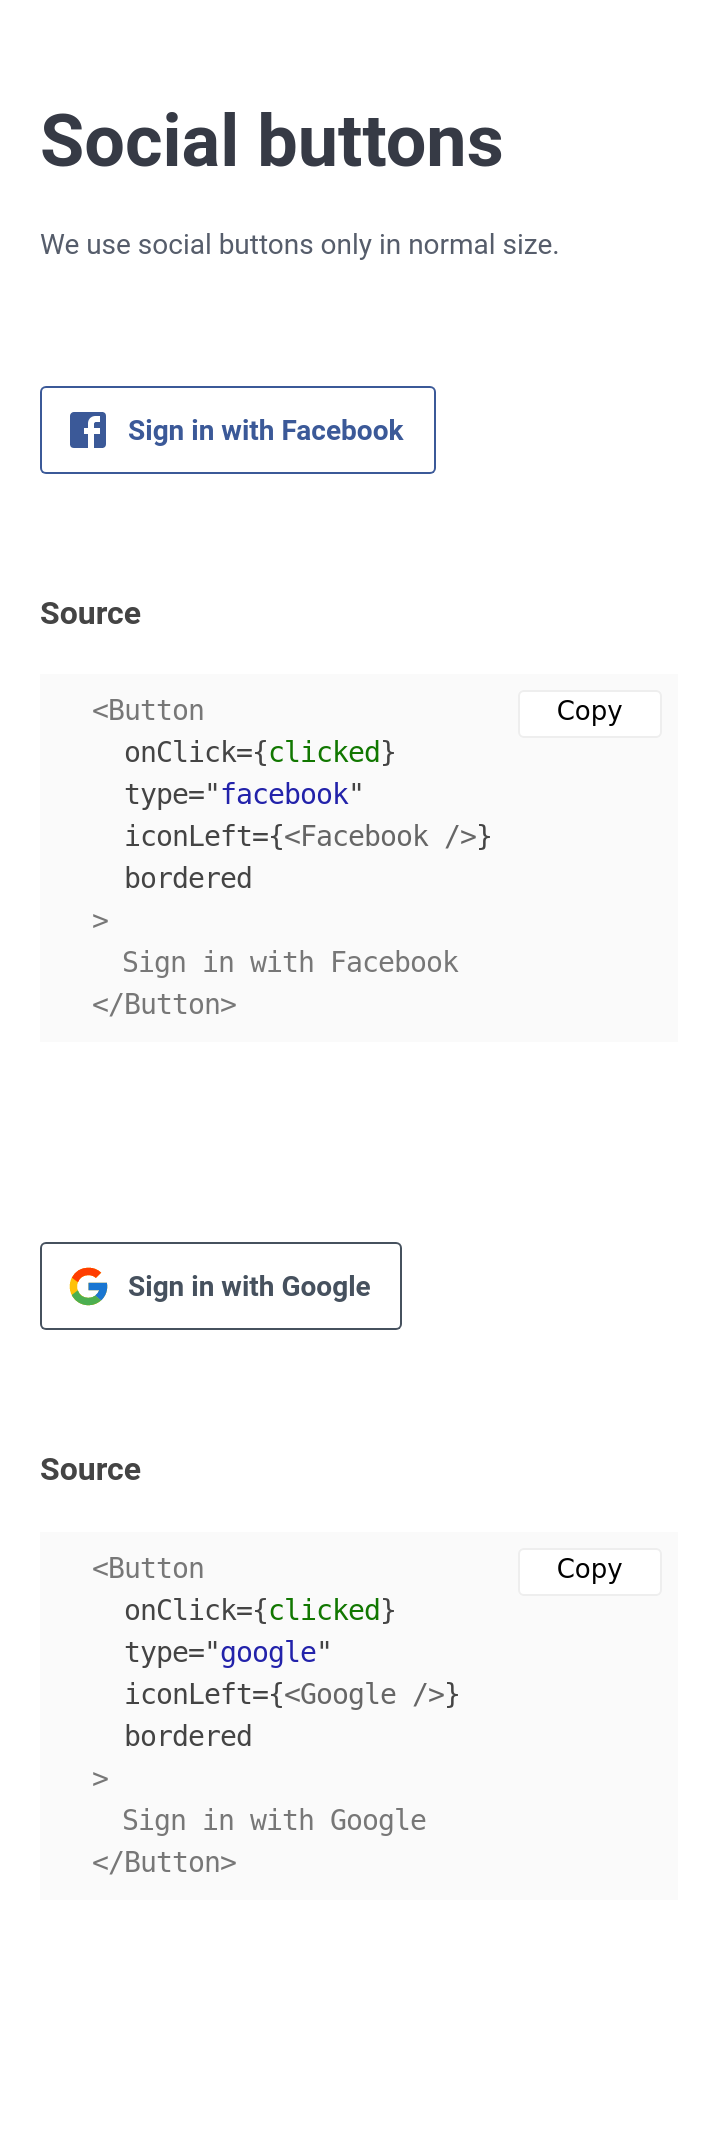 Social buttons
We use social buttons only in normal size.
Sign in with Facebook
Source
Copy
<Button
  onClick={clicked}
  type="facebook"
  iconLeft={<Facebook />}
  bordered
>
  Sign in with Facebook
</Button>
Sign in with Google
Source
Copy
<Button
  onClick={clicked}
  type="google"
  iconLeft={<Google />}
  bordered
>
  Sign in with Google
</Button>